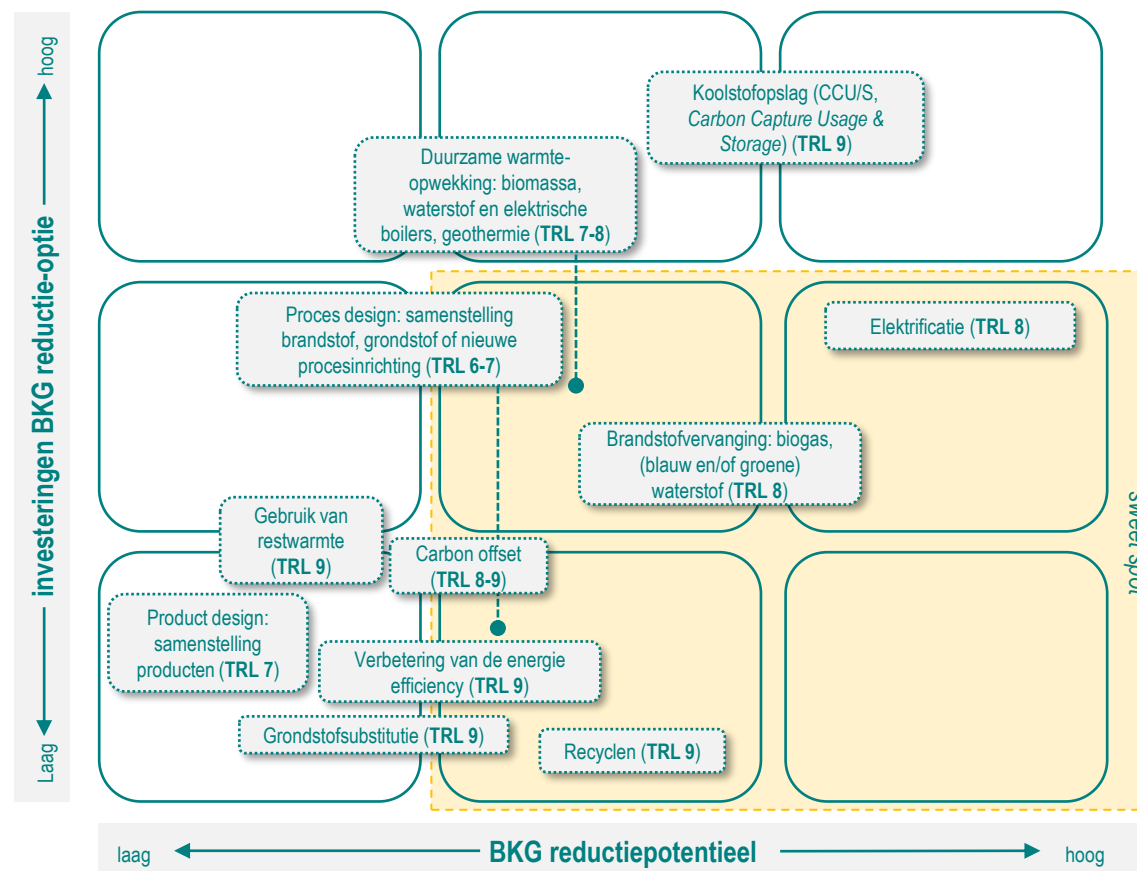 hoog
investeringen BKG reductie-optie
Laag
Koolstofopslag (CCU/S,
Carbon Capture Usage &
Storage) (TRL 9)
Duurzame warmte-
opwekking: biomassa,
waterstof en elektrische
boilers, geothermie (TRL 7-8)
Proces design: samenstelling
brandstof, grondstof of nieuwe
procesinrichting (TRL 6-7)
Elektrificatie (TRL 8)
Brandstofvervanging: biogas,
(blauw en/of groene)
waterstof (TRL 8)
sweet spot
Gebruik van
restwarmte
(TRL 9)
Carbon offset
(TRL 8-9)
Product design:
samenstelling
producten (TRL 7)
Verbetering van de energie
efficiency (TRL 9)
Grondstofsubstitutie (TRL 9)
Recyclen (TRL 9)
laag
BKG reductiepotentieel
hoog